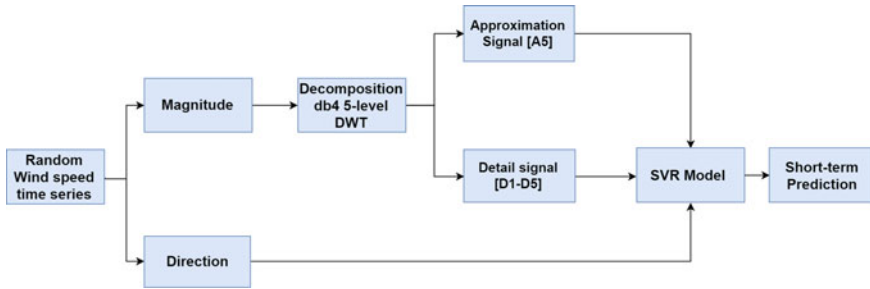 Random
Wind speed
time series
Magnitude
Direction
Decomposition
db4 5-level
DWT
Approximation
Signal [A5]
Detail signal
[D1-D5]
SVR Model
Short-term
Prediction